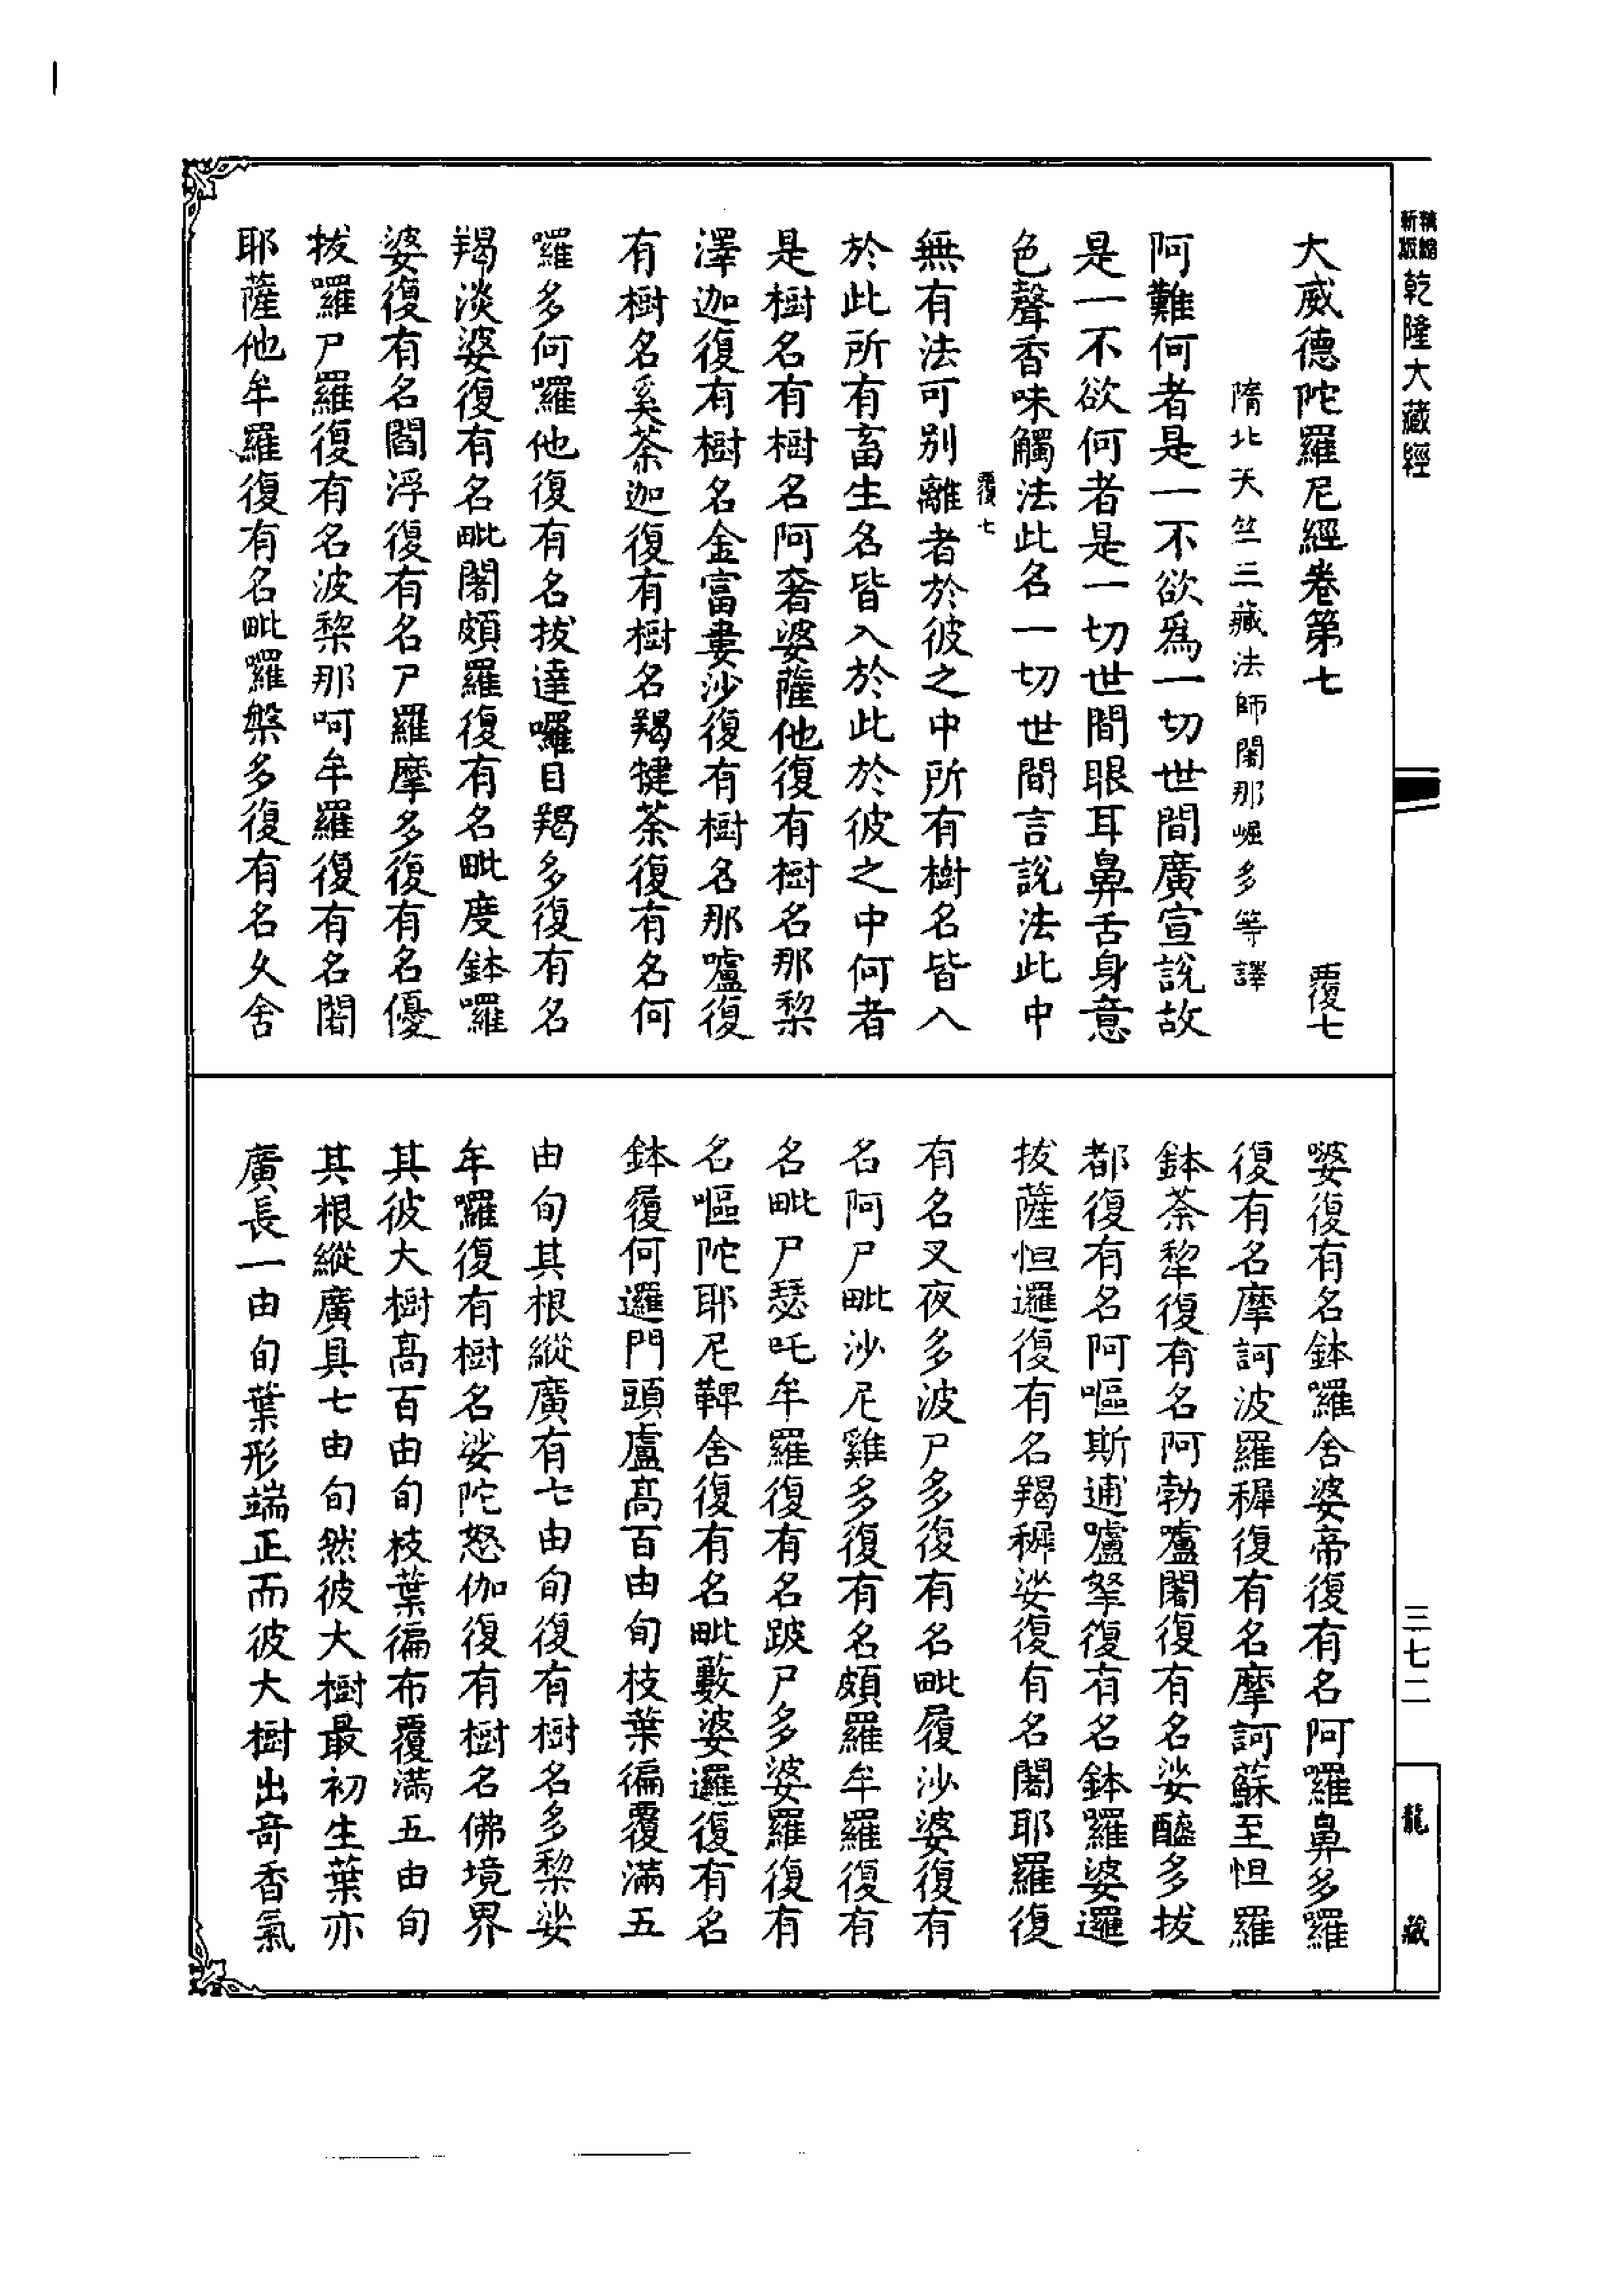 精縮新版
乾隆大藏經
三七二
龍藏
大威德陀羅尼經卷第七 覆七
隋北天竺三藏法師闍那崛多等譯
阿難何者是一不欲爲一切世間廣宣說故
是一不欲何者是一切世間眼耳鼻舌身意
色聲香味觸法此名一切世間言說法此中
覆七
無有法可別離者於彼之中所有樹名皆入
於此所有畜生名皆入於此於彼之中何者
是樹名有樹名阿奢婆薩他復有樹名那黎
澤迦復有樹名金富婁沙復有樹名那嚧復
有樹名奚荼迦復有樹名羯犍荼復有名何
囉多何囉他復有名拔達囉目羯多復有名
羯淡婆復有名毗闍頗羅復有名毗度鉢囉
婆復有名閻浮復有名尸羅摩多復有名優
拔囉尸羅復有名波黎那呵牟羅復有名闍
耶薩他牟羅復有名毗囉槃多復有名久舍
婆復有名鉢囉舍婆帝復有名阿囉鼻多囉
復有名摩訶波羅稺復有名摩訶蘇至怛羅
鉢荼犂復有名阿勃嚧闍復有名娑醯多拔
都復有名阿嘔斯逋嚧拏復有名鉢羅婆邏
拔薩怛邏復有名羯稺娑復有名闍耶羅復
有名叉夜多波尸多復有名毗履沙婆復有
名阿尸毗沙尼雞多復有名頗羅牟羅復有
名毗尸瑟吒牟羅復有名跛尸多婆羅復有
名嘔陀耶尼鞞舍復有名毗藪婆邏復有名
鉢履何邏門頭盧高百由旬枝葉徧覆滿五
由旬其根縱廣有七由旬復有樹名多黎娑
牟囉復有樹名娑陀怒伽復有樹名佛境界
其彼大樹高百由旬枝葉徧布覆滿五由旬
其根縱廣具七由旬然彼大樹最初生葉亦
廣長一由旬葉形端正而彼大樹出奇香氣